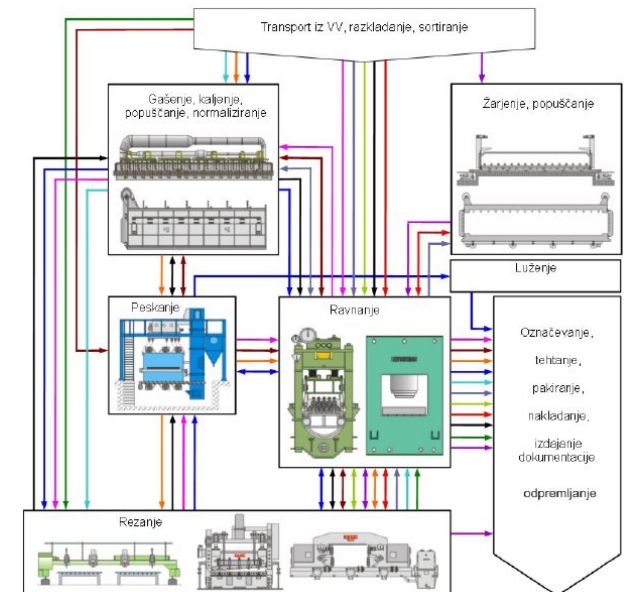 Transport iz VV, razkladanje, sortiranje
Gašenje, kaljenje,
popuščanje, normaliziranje
Žarjenje, popuščanje
Luženje
Peskanje
Ravnanje
Označevanje,
tehtanje,
pakiranje,
nakladanje,
izdajanje
dokumentacije
odpremljanje
Rezanje